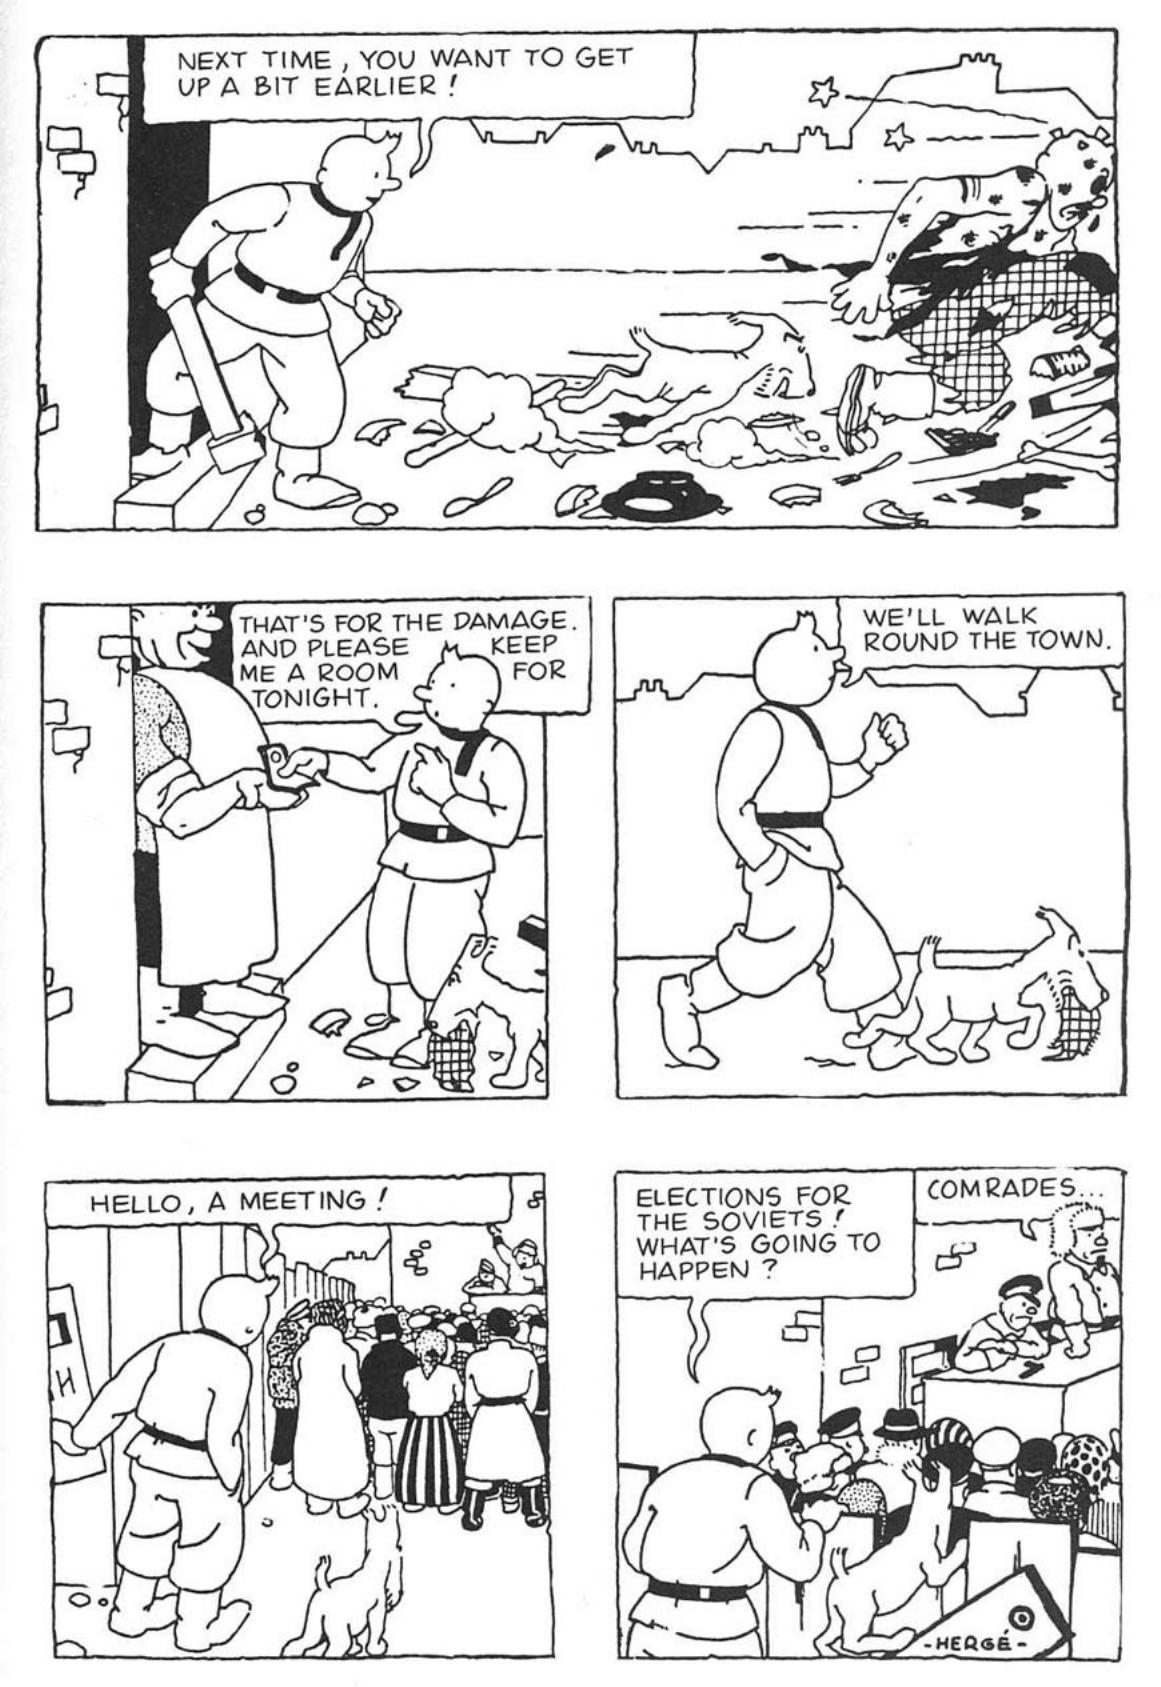 NEXT TIME, YOU WANT TO GET
UP A BIT EARLIER!
THAT'S FOR THE DAMAGE.
AND PLEASE KEEP
ME A ROOM FOR
TONIGHT.
WE'LL WALK
ROUND THE TOWN.
HELLO, A MEETING!
H
ELECTIONS FOR
THE SOVIETS!
WHAT'S GOING TO
HAPPEN?
COMRADES...
-HERGÉ-